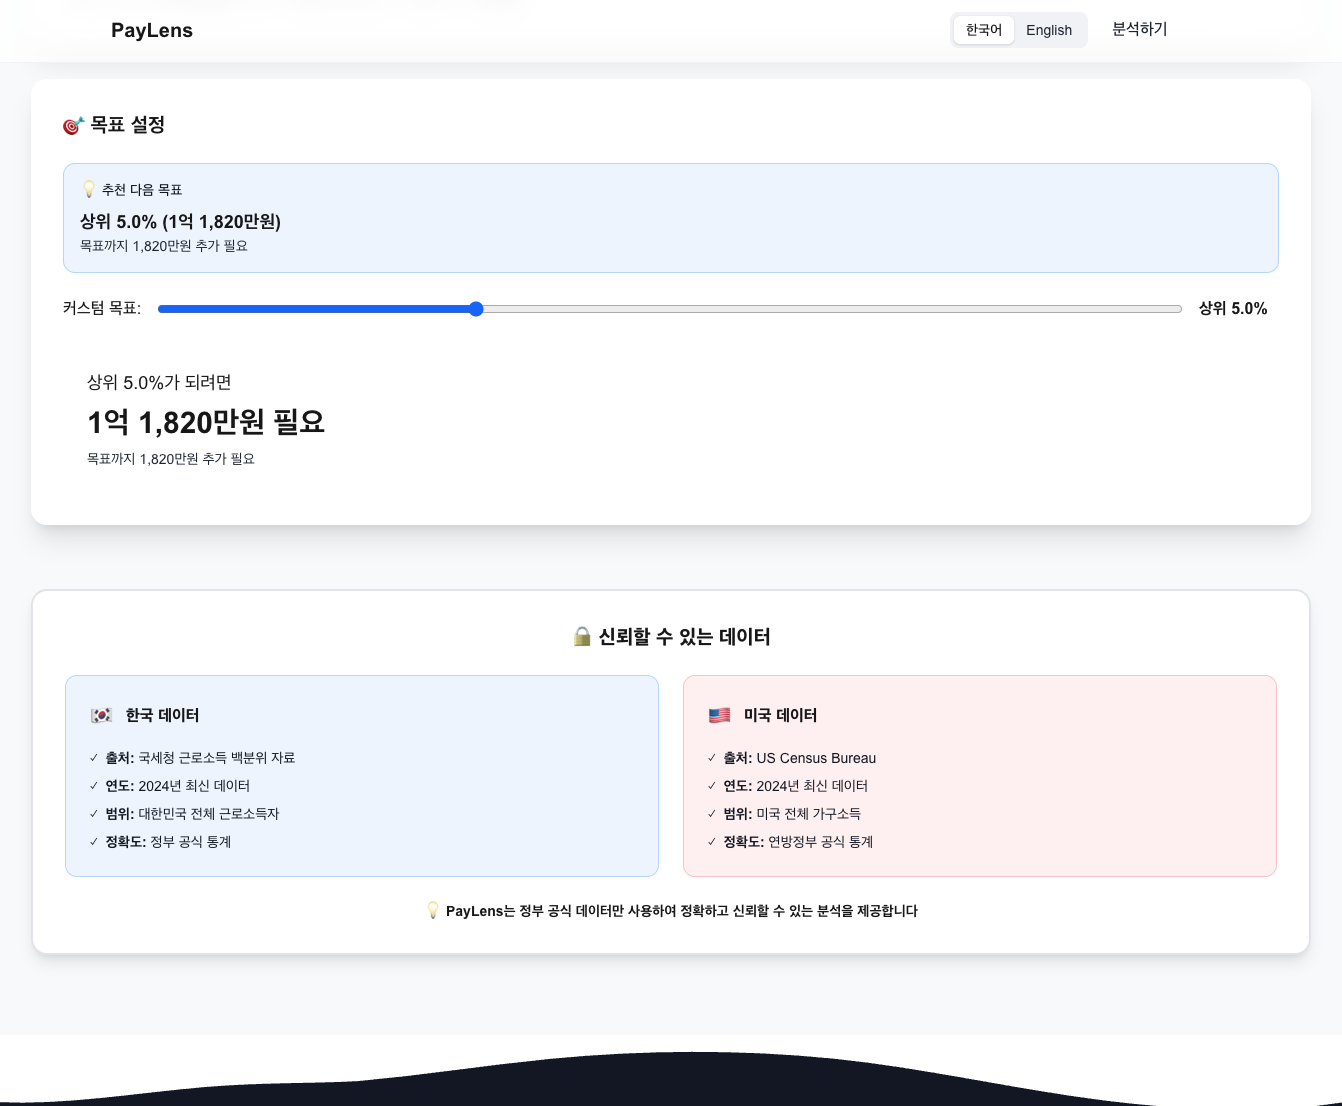 PayLens
한국어 English 분석하기
🎯 목표 설정
💡 추천 다음 목표
상위 5.0% (1억 1,820만원)
목표까지 1,820만원 추가 필요
커스텀 목표: 상위 5.0%
상위 5.0%가 되려면
1억 1,820만원 필요
목표까지 1,820만원 추가 필요
🔒 신뢰할 수 있는 데이터
🇰🇷 한국 데이터
✓ 출처: 국세청 근로소득 백분위 자료
✓ 연도: 2024년 최신 데이터
✓ 범위: 대한민국 전체 근로소득자
✓ 정확도: 정부 공식 통계
🇺🇸 미국 데이터
✓ 출처: US Census Bureau
✓ 연도: 2024년 최신 데이터
✓ 범위: 미국 전체 가구소득
✓ 정확도: 연방정부 공식 통계
💡 PayLens는 정부 공식 데이터만 사용하여 정확하고 신뢰할 수 있는 분석을 제공합니다